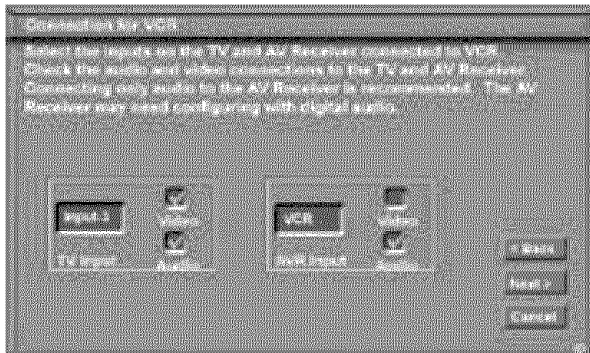 Connection for VCR
Select the inputs on the TV and AV Receiver connected to VCR.
Check the audio and video connections to the TV and AV Receiver.
Connecting only audio to the AV Receiver is recommended. The AV
Receiver may need configuring with digital audio.
Input 1
Video
TV Input
Audio
VCR
Video
AVR Input
Audio
< Back
Next >
Cancel